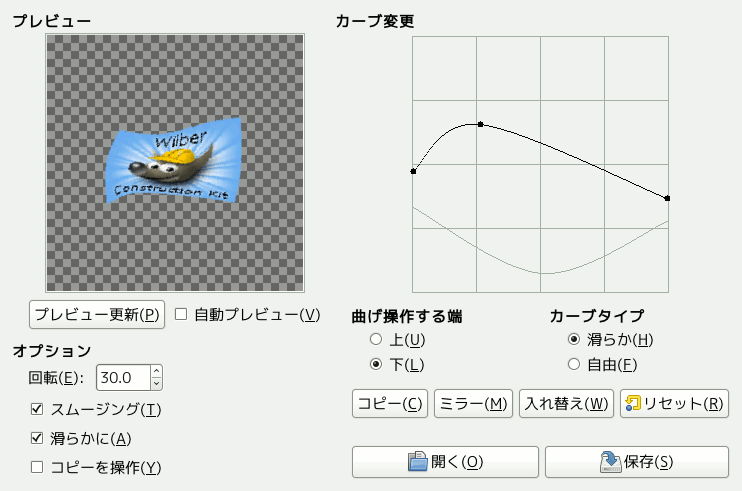 プレビュー
Wilber
Construction Kit
プレビュー更新(P)
自動プレビュー(V)
オプション
回転(E):
30.0
スムージング(T)
滑らかに(A)
コピーを操作(Y)
カーブ変更
曲げ操作する端
上(U)
下(L)
カーブタイプ
滑らか(H)
自由(F)
コピー(C)
ミラー(M)
入れ替え(W)
リセット(R)
開く(O)
保存(S)